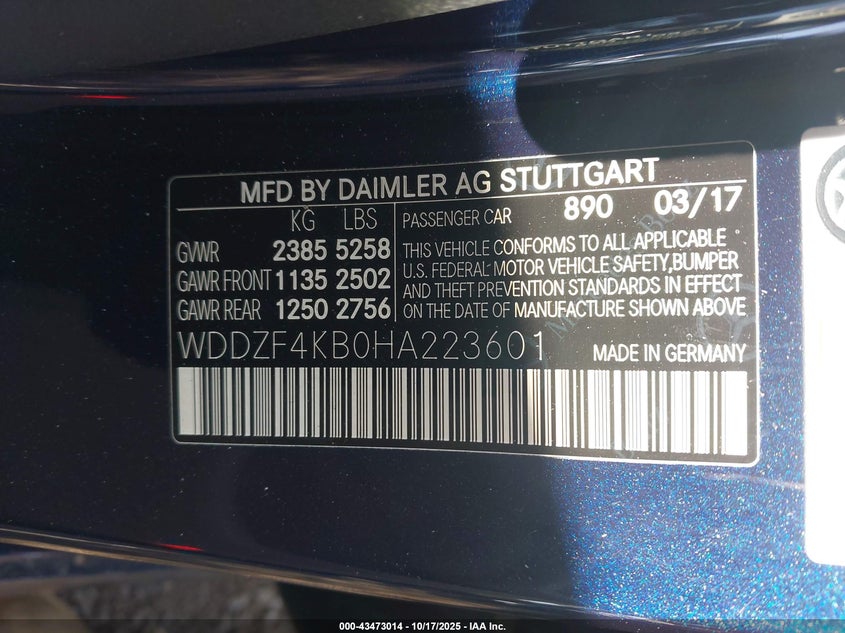 MFD BY DAIMLER AG STUTTGART
KG LBS
GVWR 2385 5258
GAWR FRONT 1135 2502
GAWR REAR 1250 2756
PASSENGER CAR 890 03/17
THIS VEHICLE CONFORMS TO ALL APPLICABLE
U.S. FEDERAL MOTOR VEHICLE SAFETY,BUMPER
AND THEFT PREVENTION STANDARDS IN EFFECT
ON THE DATE OF MANUFACTURE SHOWN ABOVE
WDDZF4KB0HA223601 MADE IN GERMANY
000-43473014 - 10/17/2025 - IAA Inc.